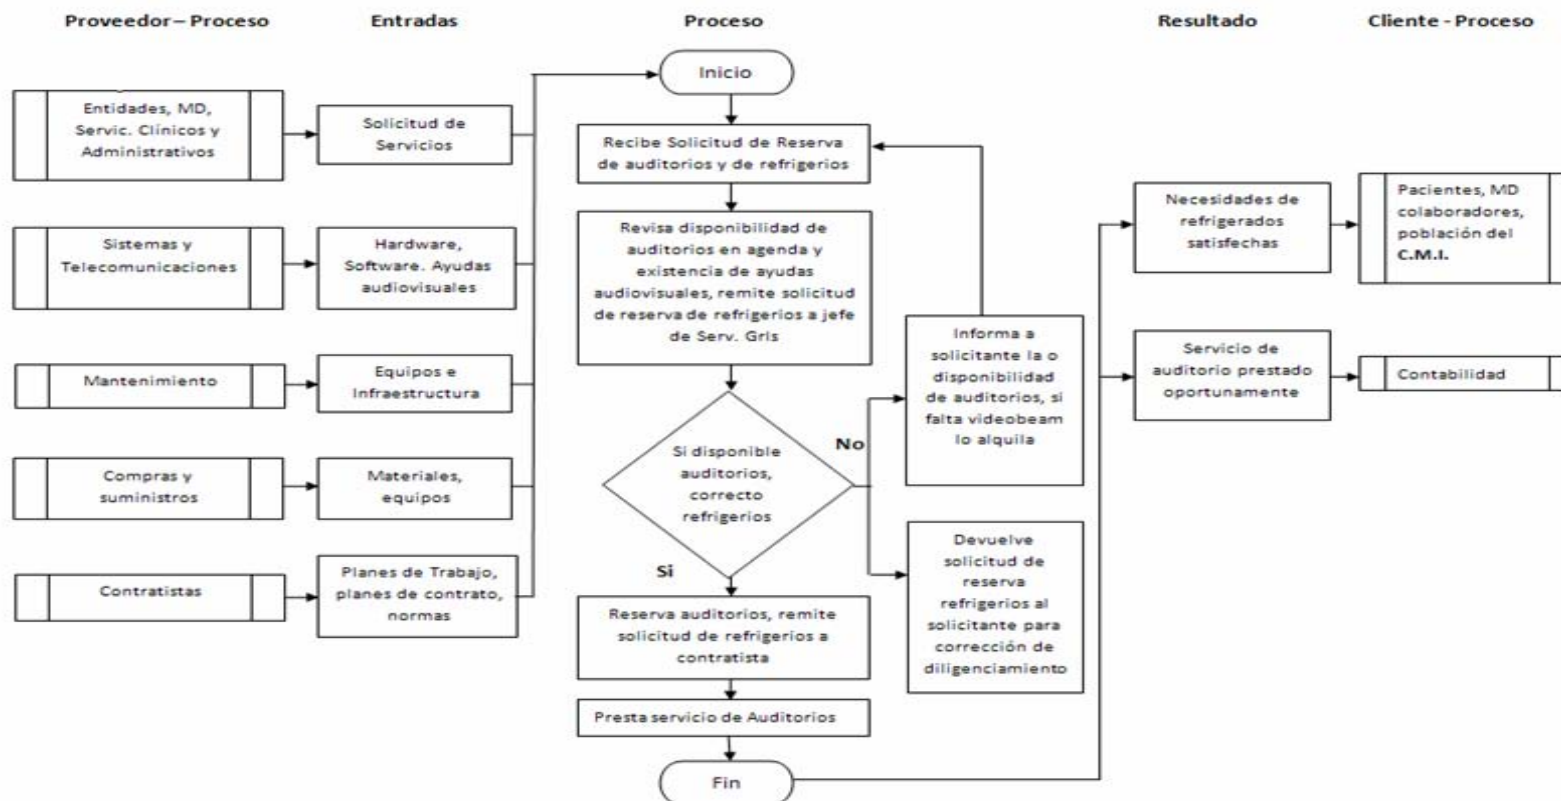 Proveedor – Proceso
Entradas
Proceso
Resultado
Cliente - Proceso
Entidades, MD,
Servic. Clínicos y
Administrativos
Solicitud de
Servicios
Sistemas y
Telecomunicaciones
Hardware,
Software. Ayudas
audiovisuales
Mantenimiento
Equipos e
Infraestructura
Compras y
suministros
Materiales,
equipos
Contratistas
Planes de Trabajo,
planes de contrato,
normas
Inicio
Recibe Solicitud de Reserva
de auditorios y de refrigerios
Revisa disponibilidad de
auditorios en agenda y
existencia de ayudas
audiovisuales, remite solicitud
de reserva de refrigerios a jefe
de Serv. Grls
Si disponible
auditorios,
correcto
refrigerios
No
Si
Informa a
solicitante la o
disponibilidad
de auditorios, si
falta videobeam
lo alquila
Devuelve
solicitud de
reserva
refrigerios al
solicitante para
corrección de
diligenciamiento
Reserva auditorios, remite
solicitud de refrigerios a
contratista
Presta servicio de Auditorios
Fin
Necesidades de
refrigerados
satisfechas
Servicio de
auditorio prestado
oportunamente
Pacientes, MD
colaboradores,
población del
C.M.I.
Contabilidad